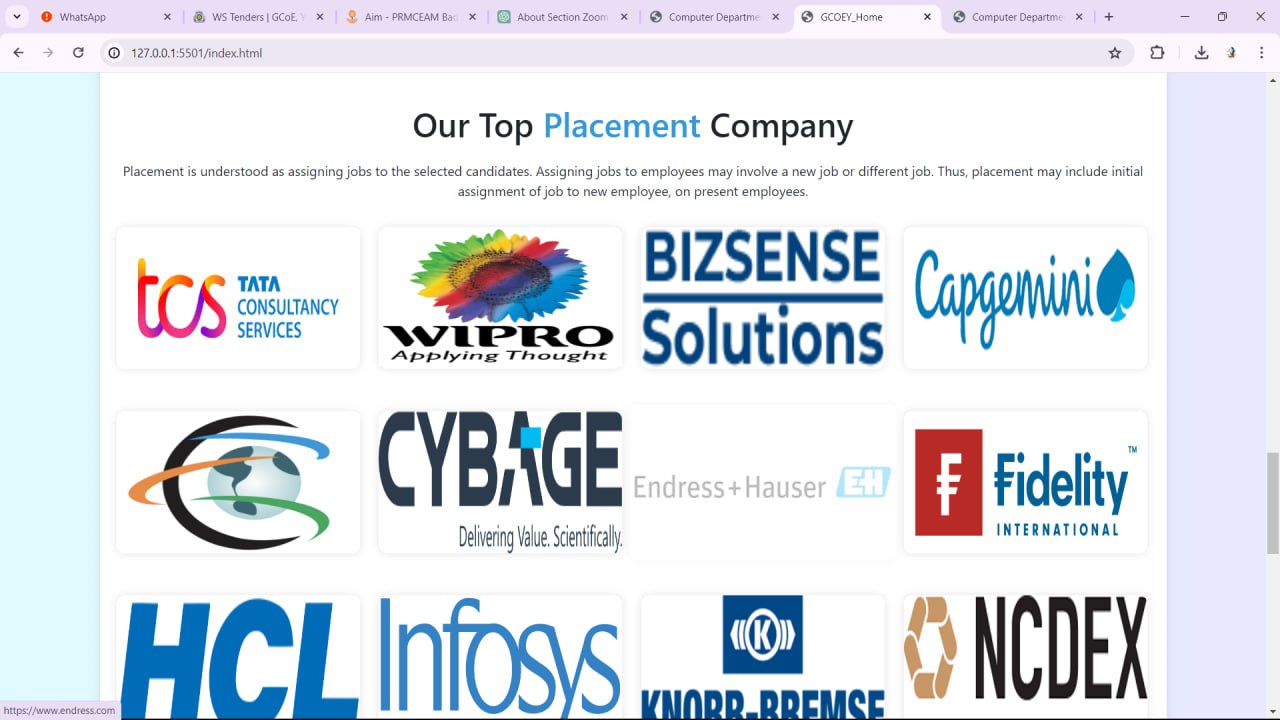 WhatsApp
WS Tenders | GCoE, Y
Aim - PRMCEAM Bad
About Section Zoom
Computer Departme
GCOEY_Home
Computer Departme
127.0.0.1:5501/index.html
Our Top Placement Company
Placement is understood as assigning jobs to the selected candidates. Assigning jobs to employees may involve a new job or different job. Thus, placement may include initial
assignment of job to new employee, on present employees.
tcs TATA
CONSULTANCY
SERVICES
WIPRO
Applying Thought
BIZSENSE
Solutions
Capgemini
CYBAGE
Delivering Value. Scientifically.
Endress+Hauser EH
F Fidelity ™
INTERNATIONAL
HCL
Infosys
K
KNORR-BREMSE
NCDEX
https://www.endress.com